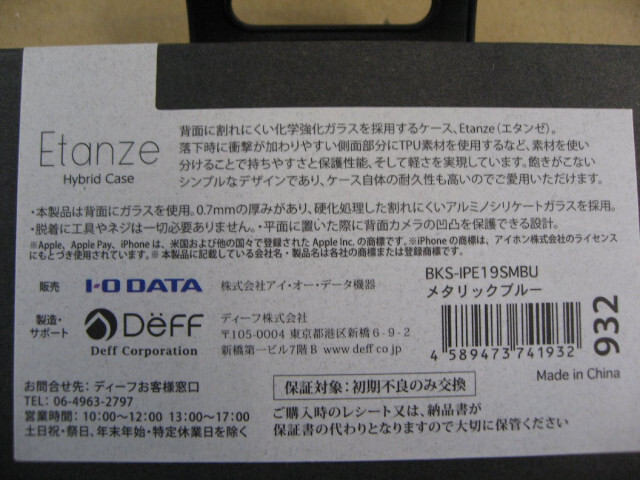 Etanze
Hybrid Case
背面に割れにくい化学強化ガラスを採用するケース、Etanze（エタンゼ）。
落下時に衝撃が加わりやすい側面部分にTPU素材を使用するなど、素材を使い
分けることで持ちやすさと保護性能、そして軽さを実現しています。飽きがこない
シンプルなデザインであり、ケース自体の耐久性も高いのでご愛用いただけます。
・本製品は背面にガラスを使用。0.7mmの厚みがあり、硬化処理した割れにくいアルミノシリケートガラスを採用。
・脱着に工具やネジは一切必要ありません。・平面に置いた際に背面カメラの凹凸を保護できる設計。
※Apple、Apple Pay、iPhone は、米国および他の国々で登録された Apple Inc. の商標です。※iPhone の商標は、アイホン株式会社のライセンス
にもとづき使用されています。※本製品に記載している会社名・製品名は各社の商標または登録商標です。
販売 I-O DATA 株式会社アイ・オー・データ機器
製造・サポート DëFF Deff Corporation
ディーフ株式会社
〒105-0004 東京都港区新橋 6-9-2
新橋第一ビル7階B www.deff.co.jp
BKS-IPE19SMBU
メタリックブルー
4 589473 741932
932
Made in China
お問合せ先：ディーフお客様窓口
TEL：06-4963-2797
営業時間：10:00～12:00 13:00～17:00
土日祝・祭日、年末年始・特定休業日を除く
保証対象：初期不良のみ交換
ご購入時のレシート又は、納品書が
保証書の代わりとなりますので大切に保管ください